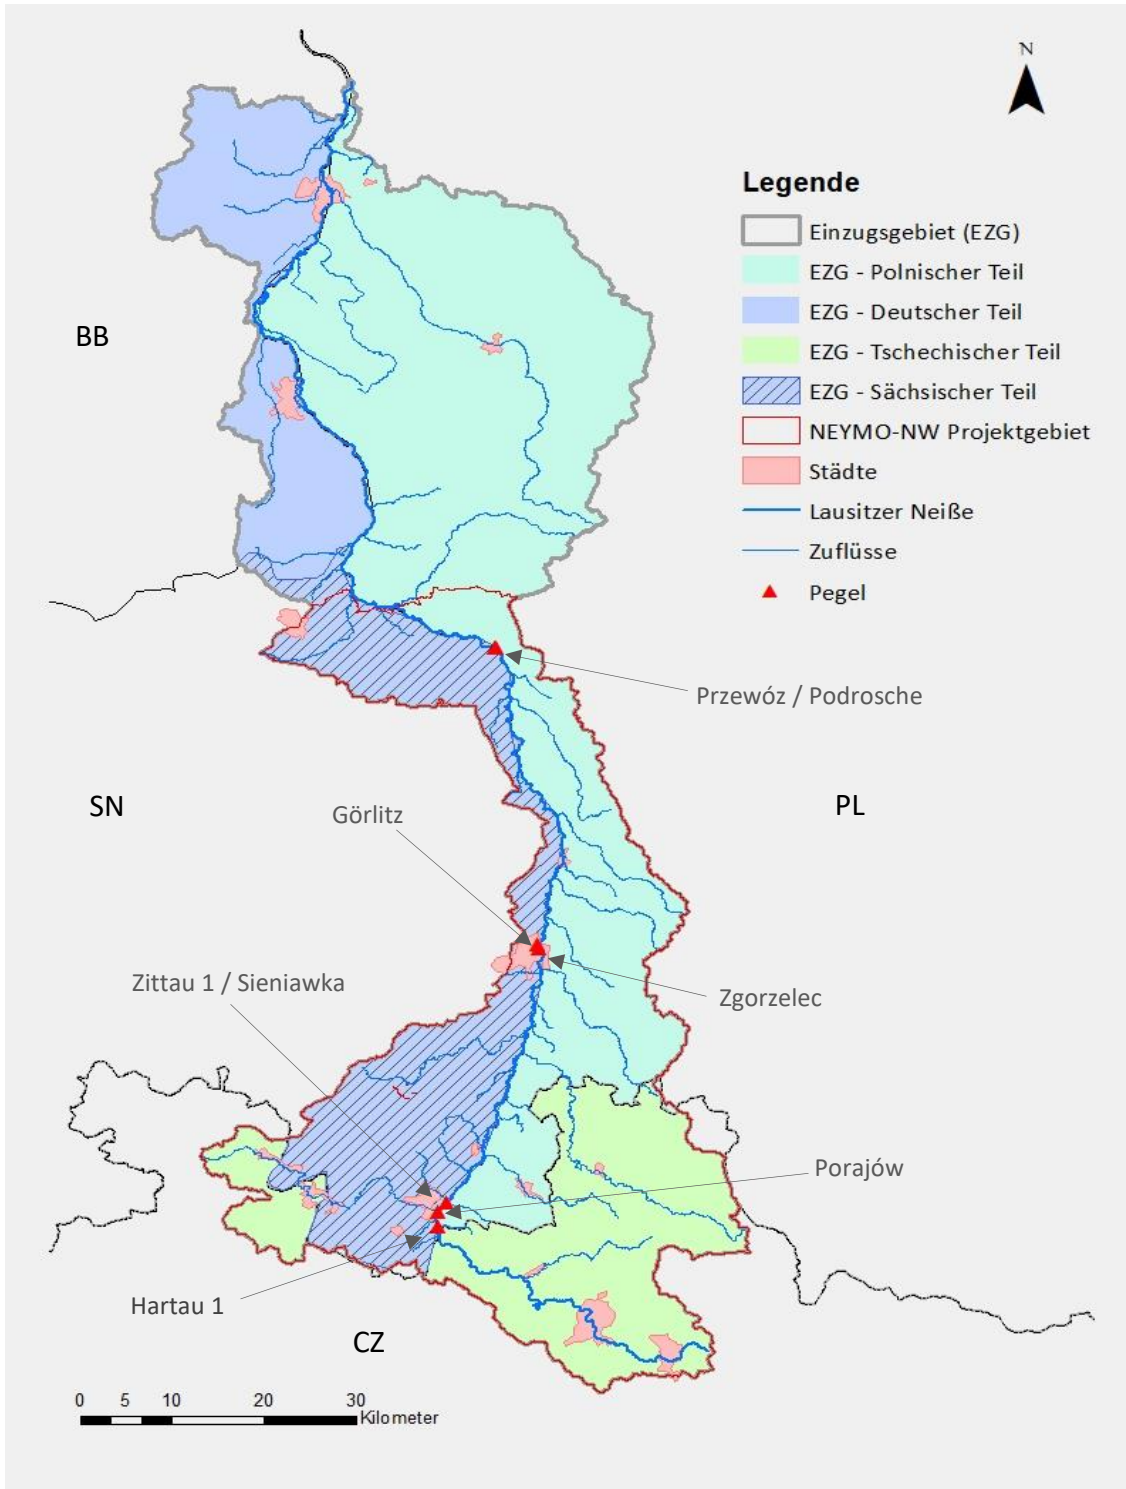 N
Legende
Einzugsgebiet (EZG)
EZG - Polnischer Teil
EZG - Deutscher Teil
EZG - Tschechischer Teil
EZG - Sächsischer Teil
NEYMO-NW Projektgebiet
Städte
Lausitzer Neiße
Zuflüsse
Pegel
BB
Przewóz / Podrosche
SN
PL
Görlitz
Zittau 1 / Sieniawka
Zgorzelec
Porajów
Hartau 1
CZ
0 5 10 20 30
Kilometer